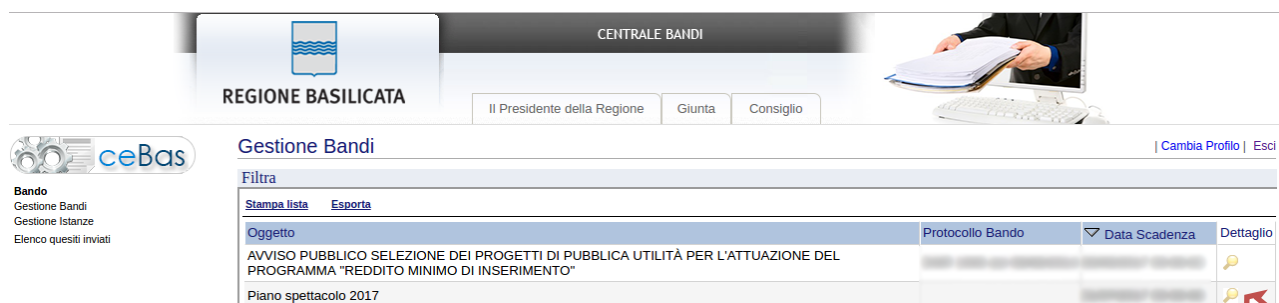 CENTRALE BANDI
REGIONE BASILICATA
Il Presidente della Regione
Giunta
Consiglio
ceBas
Gestione Bandi
| Cambia Profilo | Esci
Bando
Gestione Bandi
Gestione Istanze
Elenco quesiti inviati
Filtra
Stampa lista Esporta
Oggetto Protocollo Bando Data Scadenza Dettaglio
AVVISO PUBBLICO SELEZIONE DEI PROGETTI DI PUBBLICA UTILITÀ PER L'ATTUAZIONE DEL
PROGRAMMA "REDDITO MINIMO DI INSERIMENTO"
Piano spettacolo 2017